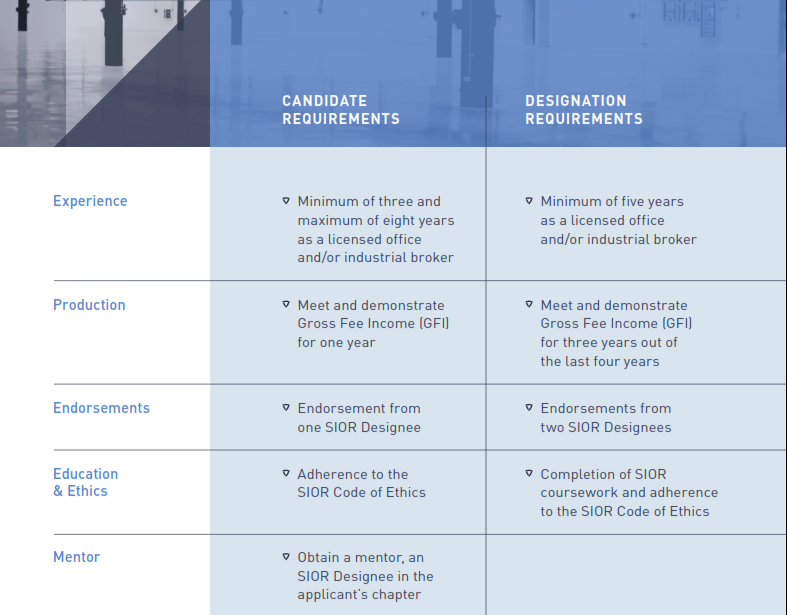 CANDIDATE
REQUIREMENTS
DESIGNATION
REQUIREMENTS
Experience
Minimum of three and
maximum of eight years
as a licensed office
and/or industrial broker
Minimum of five years
as a licensed office
and/or industrial broker
Production
Meet and demonstrate
Gross Fee Income (GFI)
for one year
Meet and demonstrate
Gross Fee Income (GFI)
for three years out of
the last four years
Endorsements
Endorsement from
one SIOR Designee
Endorsements from
two SIOR Designees
Education
& Ethics
Adherence to the
SIOR Code of Ethics
Completion of SIOR
coursework and adherence
to the SIOR Code of Ethics
Mentor
Obtain a mentor, an
SIOR Designee in the
applicant's chapter